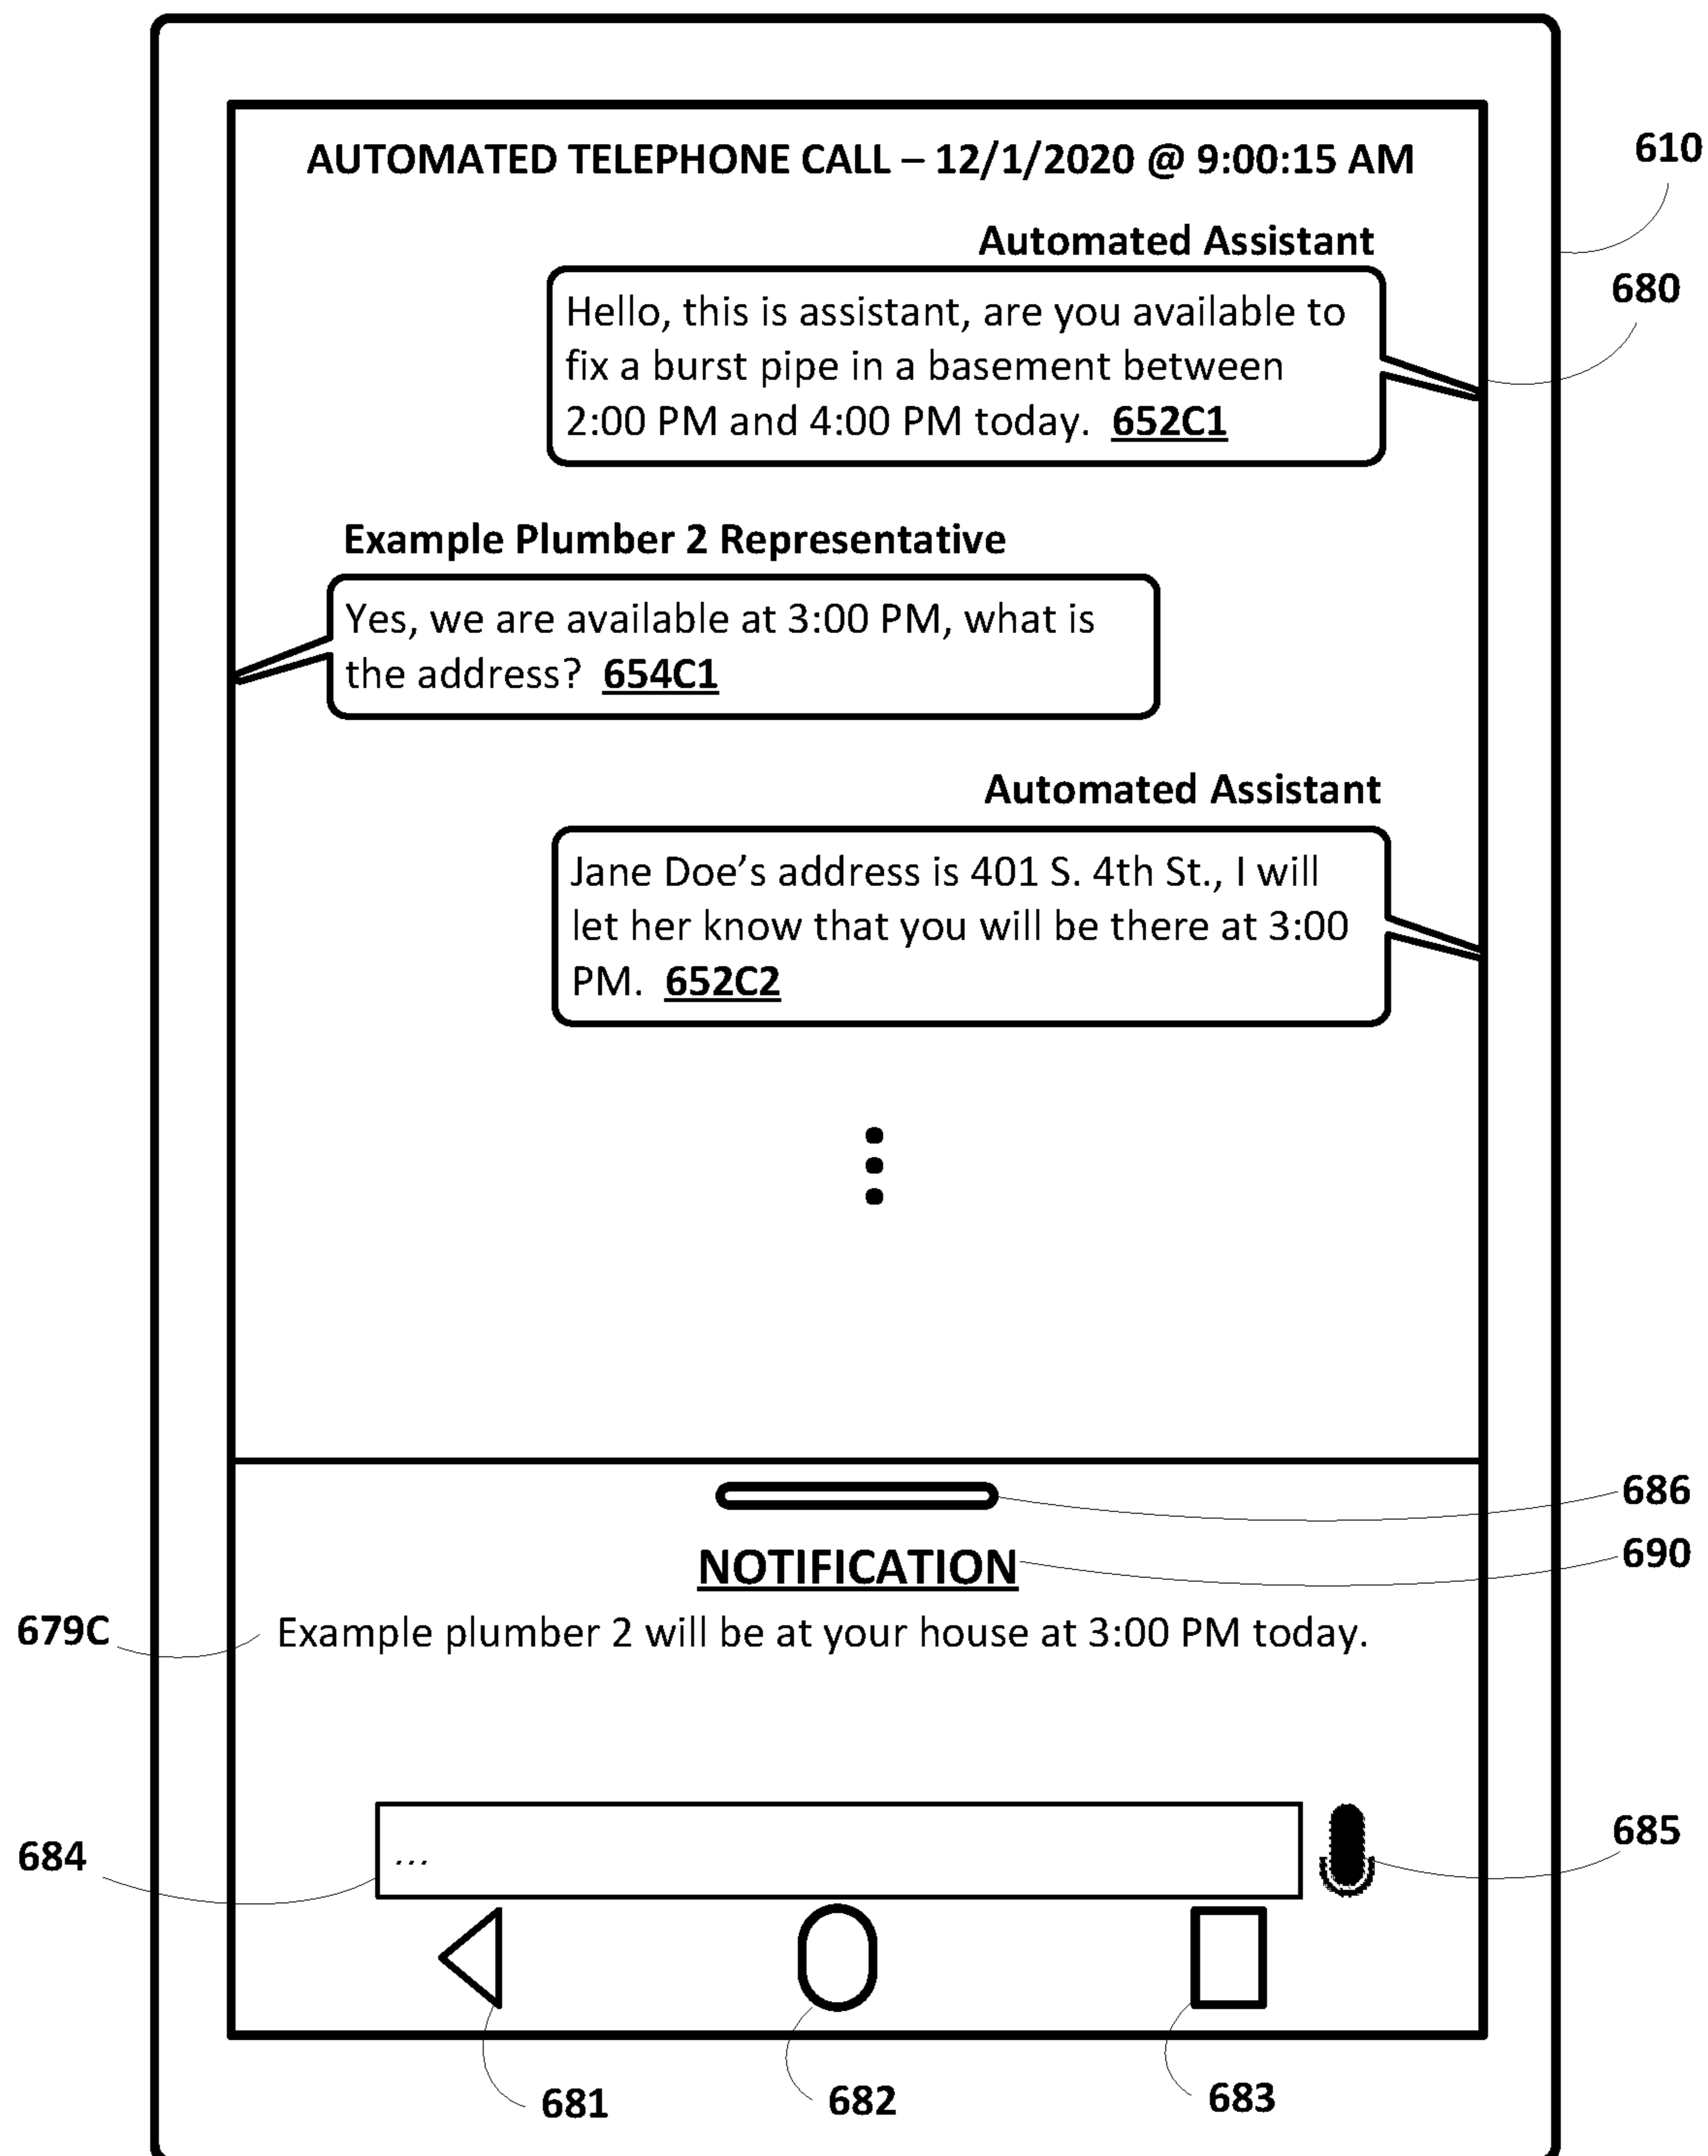 AUTOMATED TELEPHONE CALL – 12/1/2020 @ 9:00:15 AM
610
Automated Assistant
680
Hello, this is assistant, are you available to
fix a burst pipe in a basement between
2:00 PM and 4:00 PM today. 652C1
Example Plumber 2 Representative
Yes, we are available at 3:00 PM, what is
the address? 654C1
Automated Assistant
Jane Doe’s address is 401 S. 4th St., I will
let her know that you will be there at 3:00
PM. 652C2
686
NOTIFICATION
690
679C
Example plumber 2 will be at your house at 3:00 PM today.
684
...
685
681
682
683